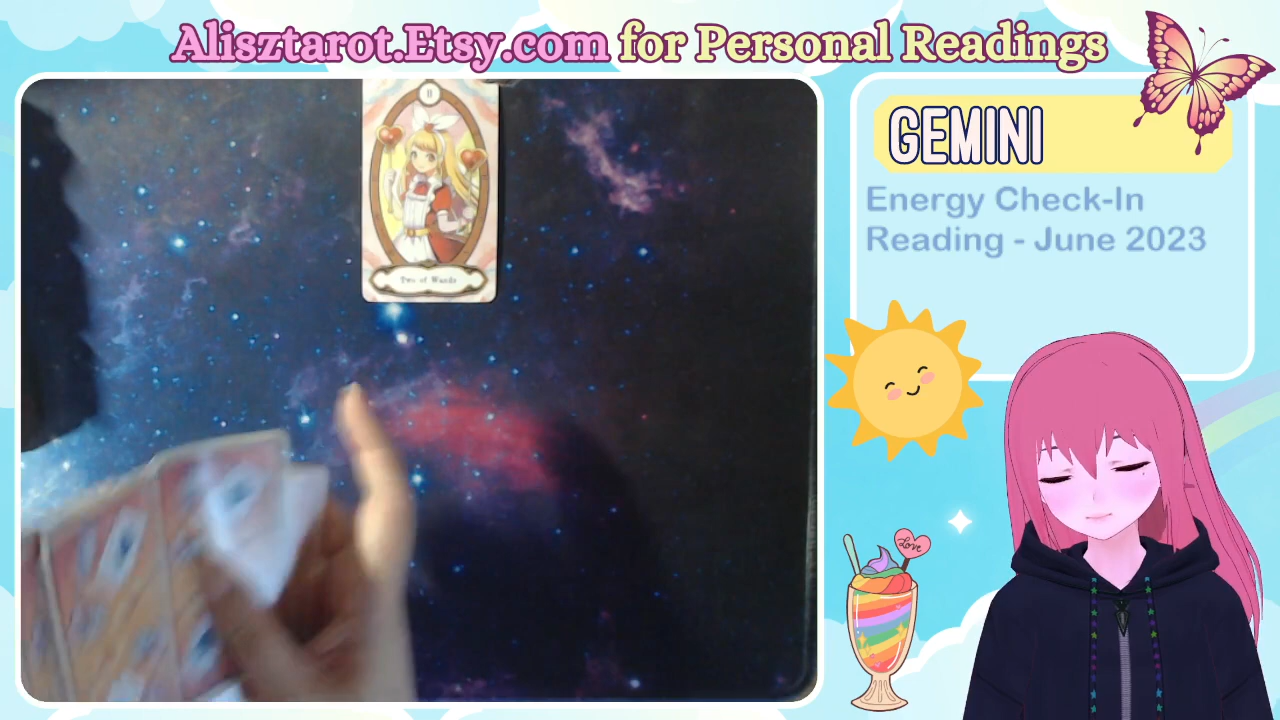 Alisztarot.Etsy.com for Personal Readings
GEMINI
Energy Check-In
Reading - June 2023
II
Two of Wands
Love